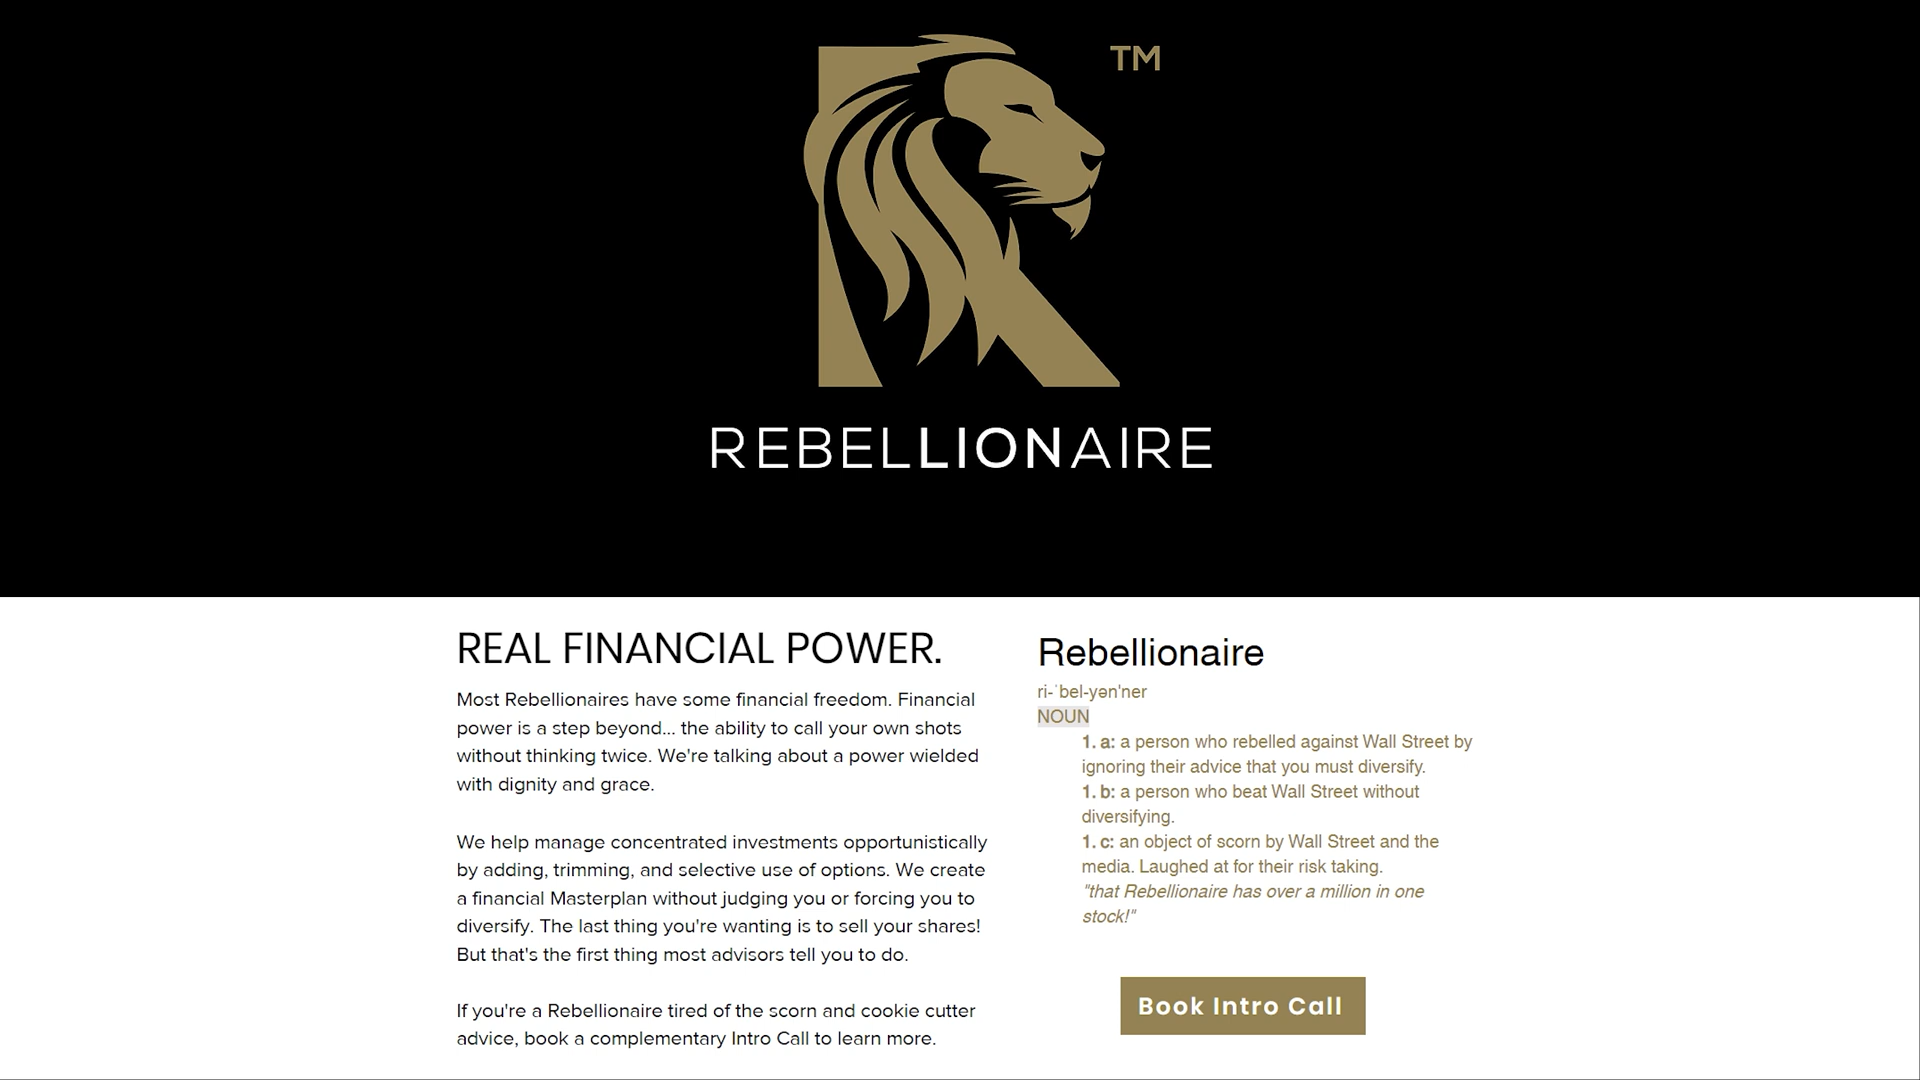 TM
REBELLIONAIRE
REAL FINANCIAL POWER.
Most Rebellionaires have some financial freedom. Financial
power is a step beyond... the ability to call your own shots
without thinking twice. We're talking about a power wielded
with dignity and grace.
We help manage concentrated investments opportunistically
by adding, trimming, and selective use of options. We create
a financial Masterplan without judging you or forcing you to
diversify. The last thing you're wanting is to sell your shares!
But that's the first thing most advisors tell you to do.
If you're a Rebellionaire tired of the scorn and cookie cutter
advice, book a complementary Intro Call to learn more.
Rebellionaire
ri-ˈbel-yən'ner
NOUN
1. a: a person who rebelled against Wall Street by
ignoring their advice that you must diversify.
1. b: a person who beat Wall Street without
diversifying.
1. c: an object of scorn by Wall Street and the
media. Laughed at for their risk taking.
"that Rebellionaire has over a million in one
stock!"
Book Intro Call